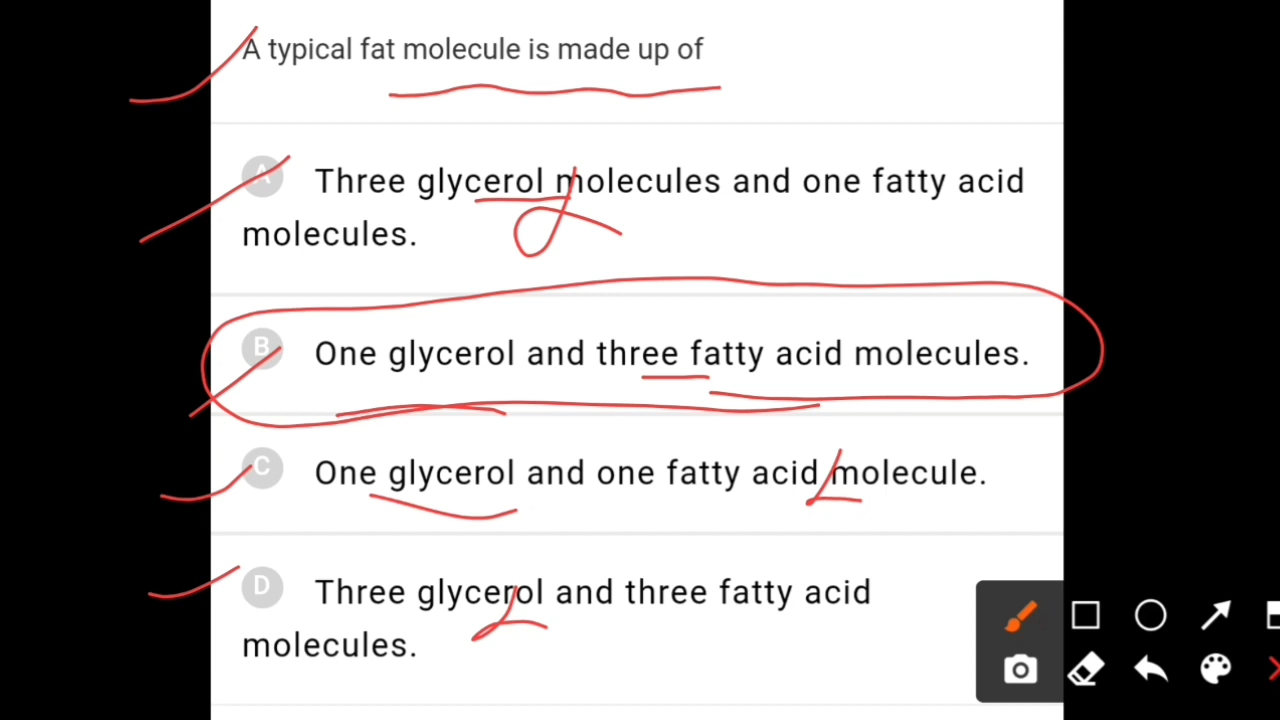 A typical fat molecule is made up of
A Three glycerol molecules and one fatty acid
molecules.
B One glycerol and three fatty acid molecules.
C One glycerol and one fatty acid molecule.
D Three glycerol and three fatty acid
molecules.